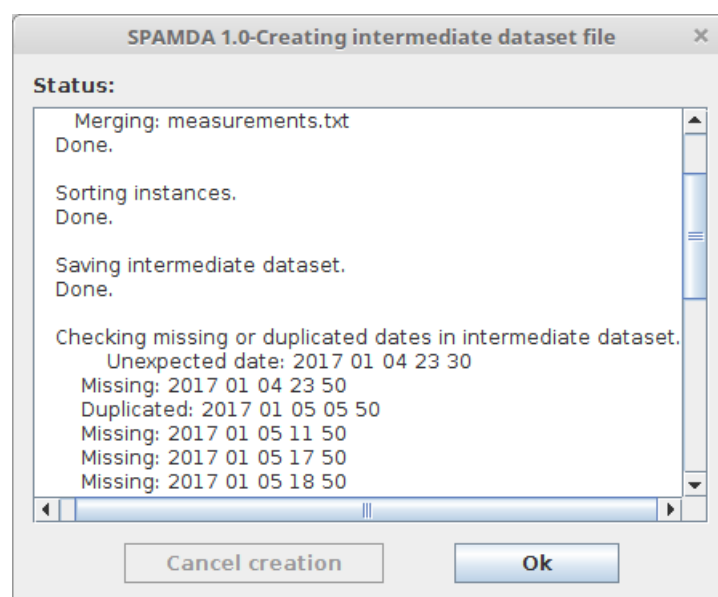 SPAMDA 1.0-Creating intermediate dataset file ×
Status:
Merging: measurements.txt
Done.
Sorting instances.
Done.
Saving intermediate dataset.
Done.
Checking missing or duplicated dates in intermediate dataset.
Unexpected date: 2017 01 04 23 30
Missing: 2017 01 04 23 50
Duplicated: 2017 01 05 05 50
Missing: 2017 01 05 11 50
Missing: 2017 01 05 17 50
Missing: 2017 01 05 18 50
Cancel creation
Ok